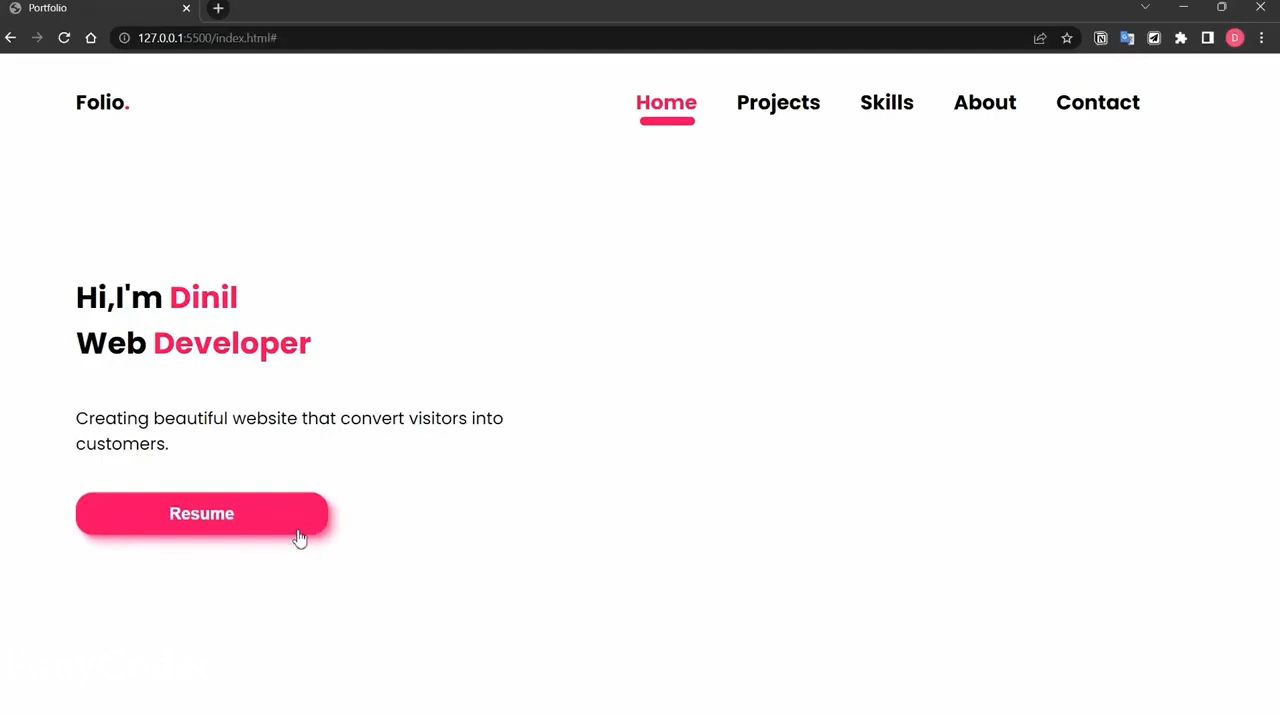 Portfolio
127.0.0.1:5500/index.html#
D
Folio.
Home Projects Skills About Contact
Hi,I'm Dinil
Web Developer
Creating beautiful website that convert visitors into
customers.
Resume